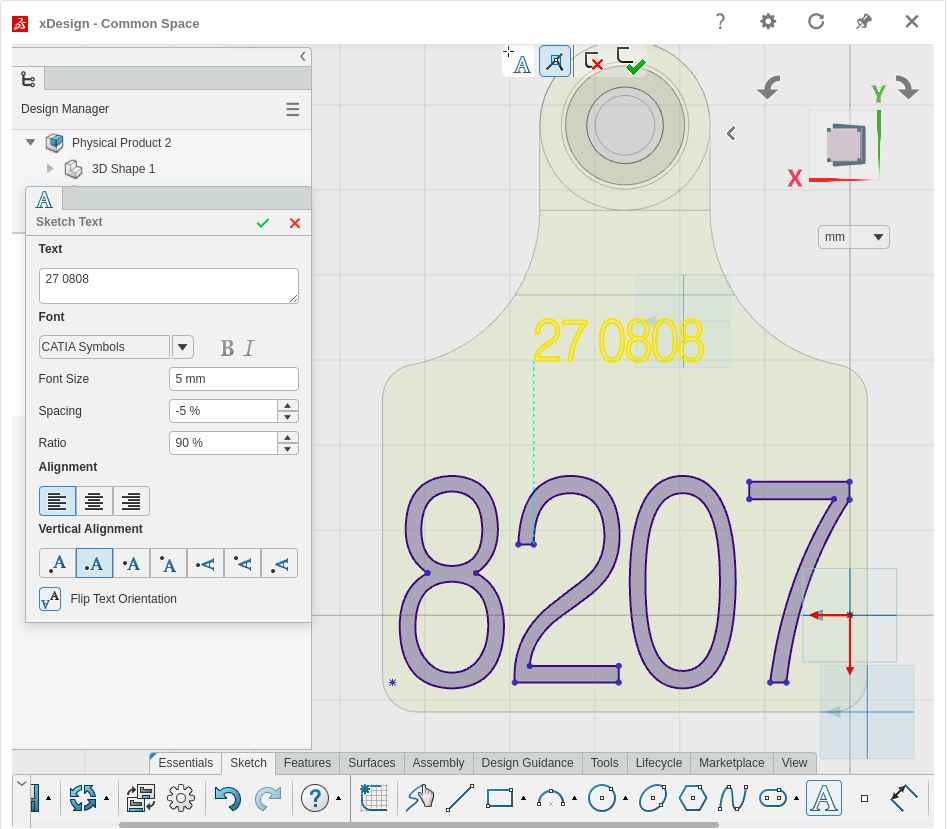 xDesign - Common Space
?
A
Design Manager
Physical Product 2
3D Shape 1
A
Sketch Text
Text
27 0808
Font
CATIA Symbols
B I
Font Size
5 mm
Spacing
-5 %
Ratio
90 %
Alignment
Vertical Alignment
A A A A A A A
A A Flip Text Orientation
Y
X
mm
27 0808
8207
Essentials Sketch Features Surfaces Assembly Design Guidance Tools Lifecycle Marketplace View
? A